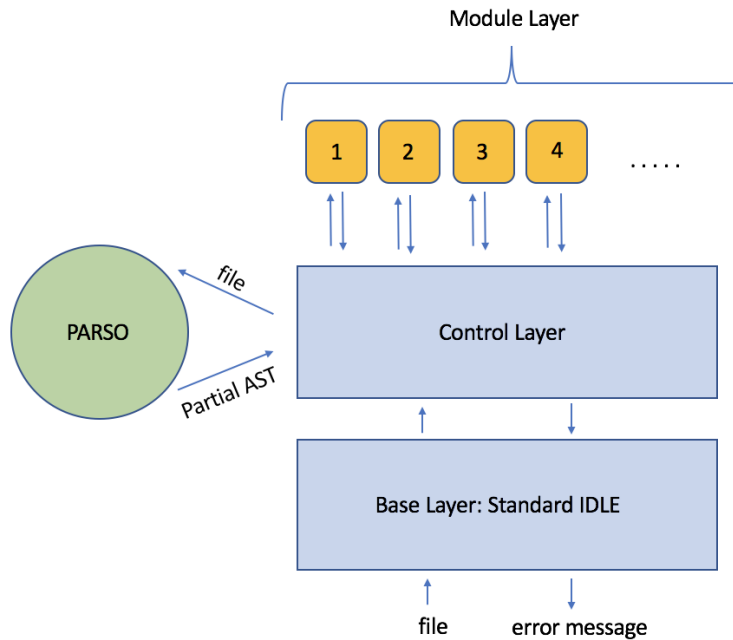 Module Layer
1 2 3 4 .....
file
PARSO
Control Layer
Partial AST
Base Layer: Standard IDLE
file error message